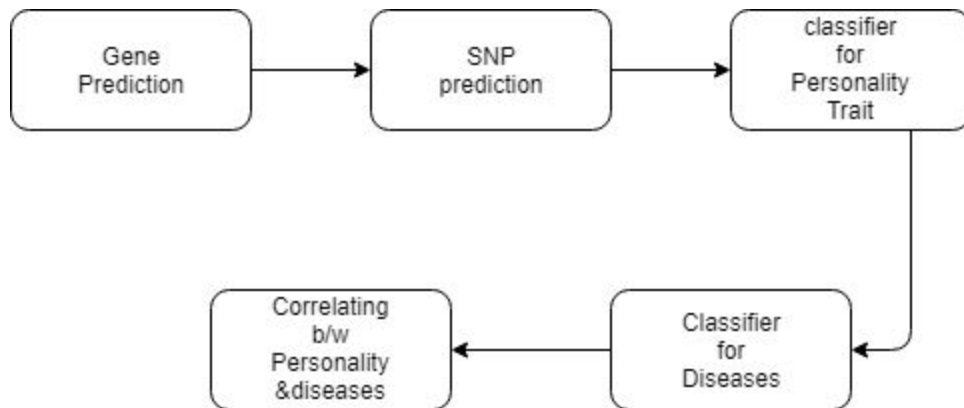 Gene
Prediction
SNP
prediction
classifier
for
Personality
Trait
Classifier
for
Diseases
Correlating
b/w
Personality
&diseases